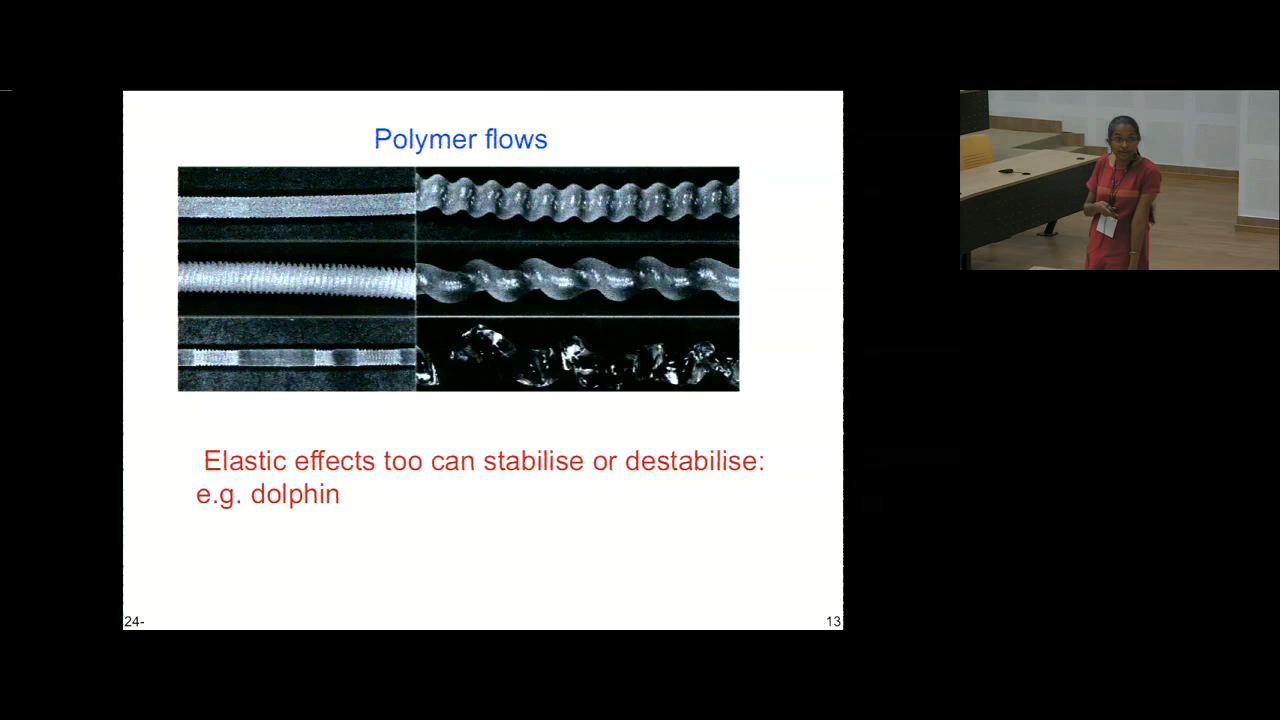 Polymer flows
Elastic effects too can stabilise or destabilise:
e.g. dolphin
24-
13